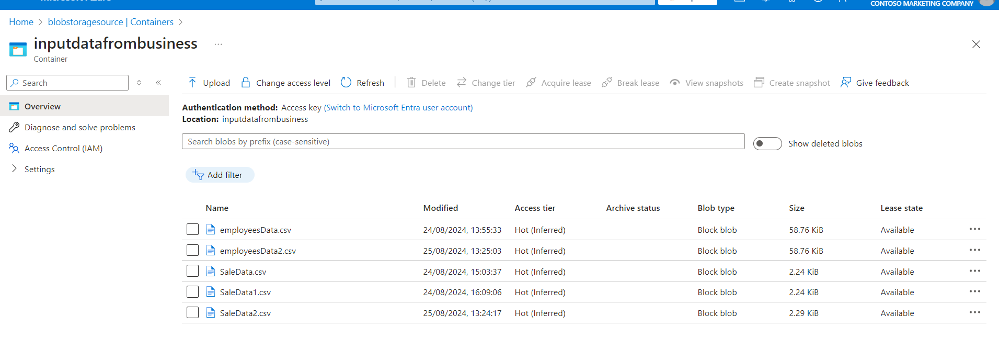 CONTOSO MARKETING COMPANY
Home > blobstoragesource | Containers >
inputdatafrombusiness ...
Container
Search
Upload Change access level Refresh Delete Change tier Acquire lease Break lease View snapshots Create snapshot Give feedback
Overview
Diagnose and solve problems
Access Control (IAM)
Settings
Authentication method: Access key (Switch to Microsoft Entra user account)
Location: inputdatafrombusiness
Search blobs by prefix (case-sensitive)
Show deleted blobs
Add filter
Name Modified Access tier Archive status Blob type Size Lease state
employeesData.csv 24/08/2024, 13:55:33 Hot (Inferred) Block blob 58.76 KiB Available
employeesData2.csv 25/08/2024, 13:25:03 Hot (Inferred) Block blob 58.76 KiB Available
SaleData.csv 24/08/2024, 15:03:37 Hot (Inferred) Block blob 2.24 KiB Available
SaleData1.csv 24/08/2024, 16:09:06 Hot (Inferred) Block blob 2.24 KiB Available
SaleData2.csv 25/08/2024, 13:24:17 Hot (Inferred) Block blob 2.29 KiB Available